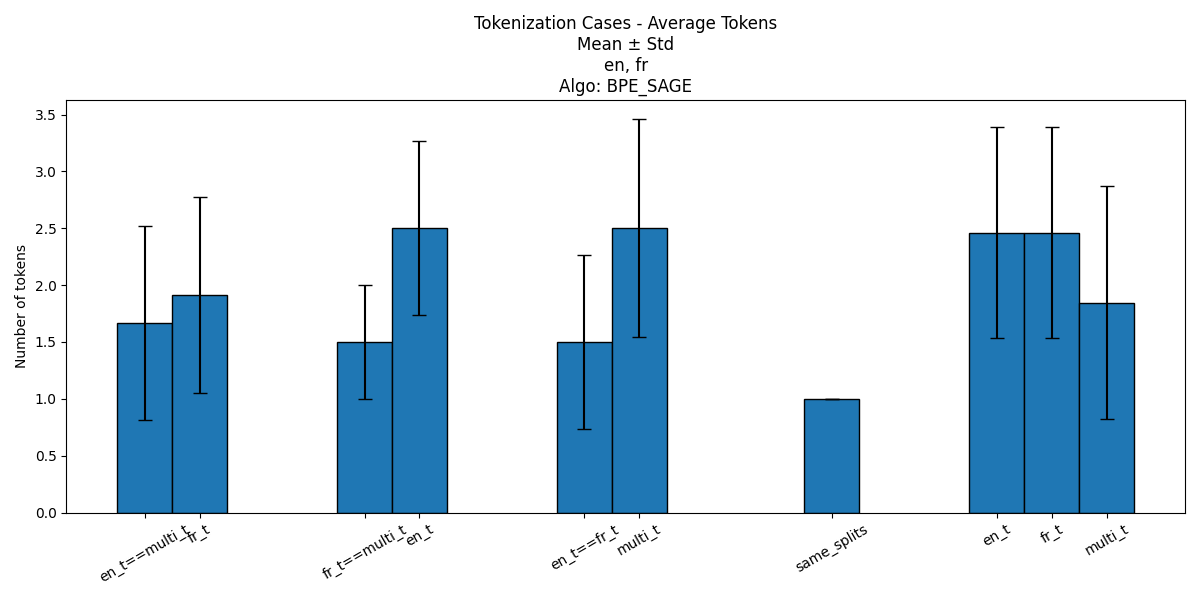 Tokenization Cases - Average Tokens
Mean ± Std
en, fr
Algo: BPE_SAGE
Number of tokens
3.5
3.0
2.5
2.0
1.5
1.0
0.5
0.0
en_t==multi_t
fr_t
fr_t==multi_t
en_t
en_t==fr_t
multi_t
same_splits
en_t
fr_t
multi_t